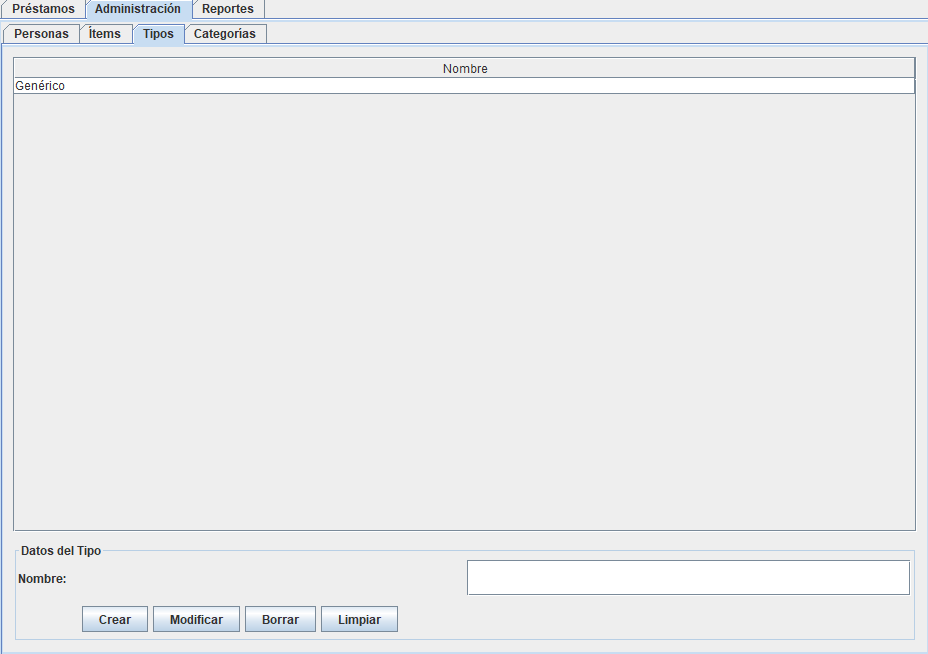 Préstamos Administración Reportes
Personas Ítems Tipos Categorías
Nombre
Genérico
Datos del Tipo
Nombre:
Crear Modificar Borrar Limpiar